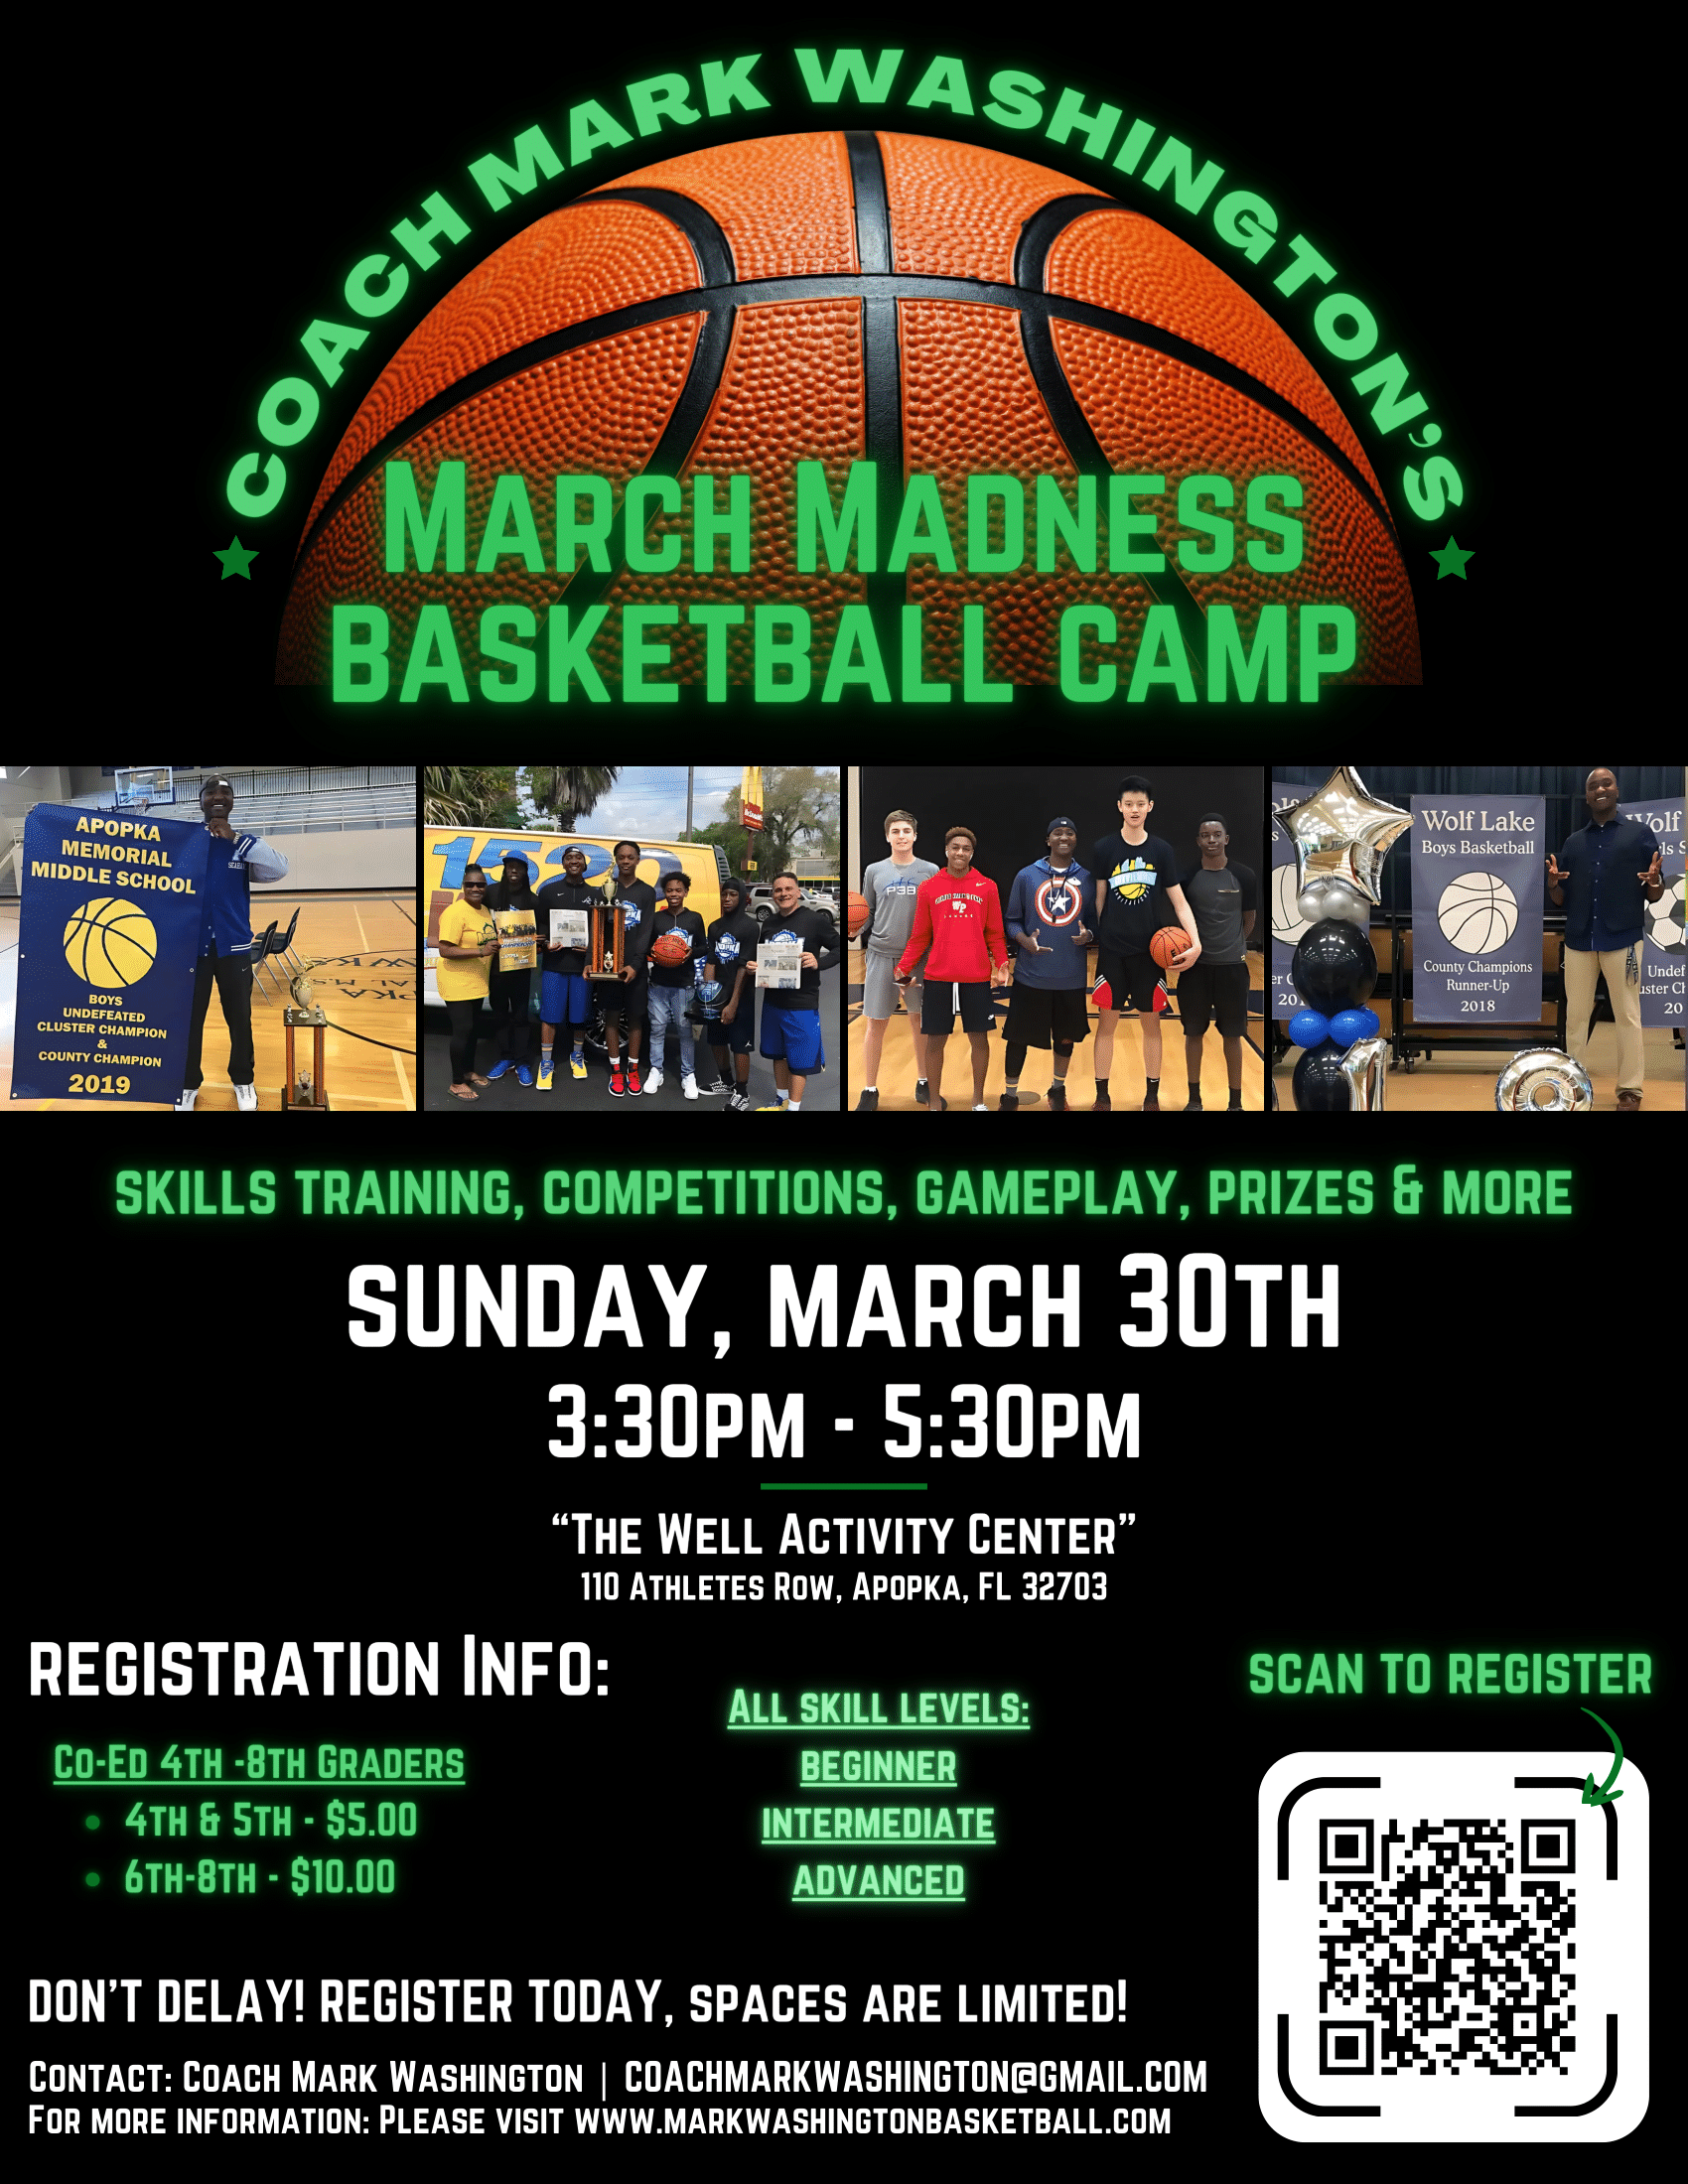 COACH MARK WASHINGTON'S
MARCH MADNESS
BASKETBALL CAMP
APOPKA
MEMORIAL
MIDDLE SCHOOL
BOYS
UNDEFEATED
CLUSTER CHAMPION
&
COUNTY CHAMPION
2019
1520
Wolf Lake
Boys Basketball
County Champions
Runner-Up
2018
SKILLS TRAINING, COMPETITIONS, GAMEPLAY, PRIZES & MORE
SUNDAY, MARCH 30TH
3:30PM - 5:30PM
“THE WELL ACTIVITY CENTER”
110 ATHLETES ROW, APOPKA, FL 32703
REGISTRATION INFO:
CO-ED 4TH -8TH GRADERS
• 4TH & 5TH - $5.00
• 6TH-8TH - $10.00
ALL SKILL LEVELS:
BEGINNER
INTERMEDIATE
ADVANCED
SCAN TO REGISTER
DON'T DELAY! REGISTER TODAY, SPACES ARE LIMITED!
CONTACT: COACH MARK WASHINGTON | COACHMARKWASHINGTON@GMAIL.COM
FOR MORE INFORMATION: PLEASE VISIT WWW.MARKWASHINGTONBASKETBALL.COM